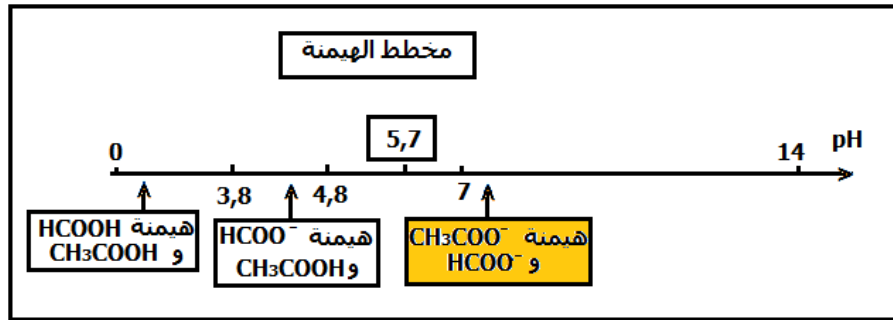 مخطط الهيمنة
5,7
0
14
pH
3,8
4,8
7
هيمنة HCOOH
و CH₃COOH
هيمنة HCOO⁻
و CH₃COOH
هيمنة CH₃COO⁻
و HCOO⁻